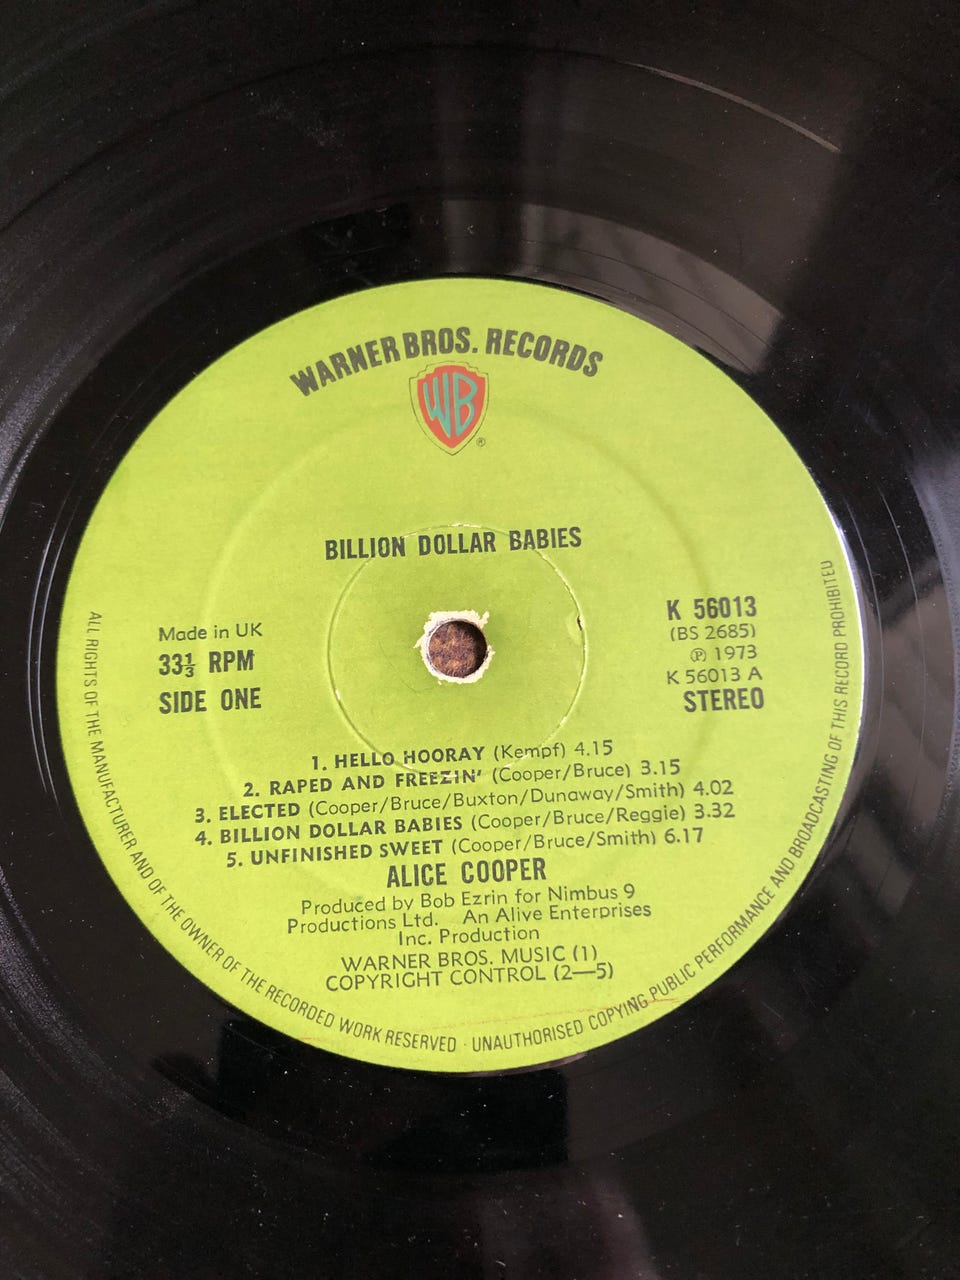 WARNER BROS. RECORDS
WB
®
BILLION DOLLAR BABIES
Made in UK
33⅓ RPM
SIDE ONE
K 56013
(BS 2685)
℗ 1973
K 56013 A
STEREO
1. HELLO HOORAY (Kempf) 4.15
2. RAPED AND FREEZIN' (Cooper/Bruce) 3.15
3. ELECTED (Cooper/Bruce/Buxton/Dunaway/Smith) 4.02
4. BILLION DOLLAR BABIES (Cooper/Bruce/Reggie) 3.32
5. UNFINISHED SWEET (Cooper/Bruce/Smith) 6.17
ALICE COOPER
Produced by Bob Ezrin for Nimbus 9
Productions Ltd. An Alive Enterprises
Inc. Production
WARNER BROS. MUSIC (1)
COPYRIGHT CONTROL (2—5)
ALL RIGHTS OF THE MANUFACTURER AND OF THE OWNER OF THE RECORDED WORK RESERVED · UNAUTHORISED COPYING PUBLIC PERFORMANCE AND BROADCASTING OF THIS RECORD PROHIBITED